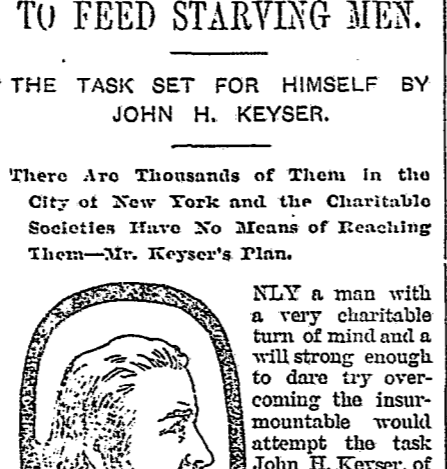 TO FEED STARVING MEN.
THE TASK SET FOR HIMSELF BY
JOHN H. KEYSER.
There Are Thousands of Them in the
City of New York and the Charitable
Societies Have No Means of Reaching
Them—Mr. Keyser's Plan.
NLY a man with
a very charitable
turn of mind and a
will strong enough
to dare try over-
coming the insur-
mountable would
attempt the task
John H. Keyser, of